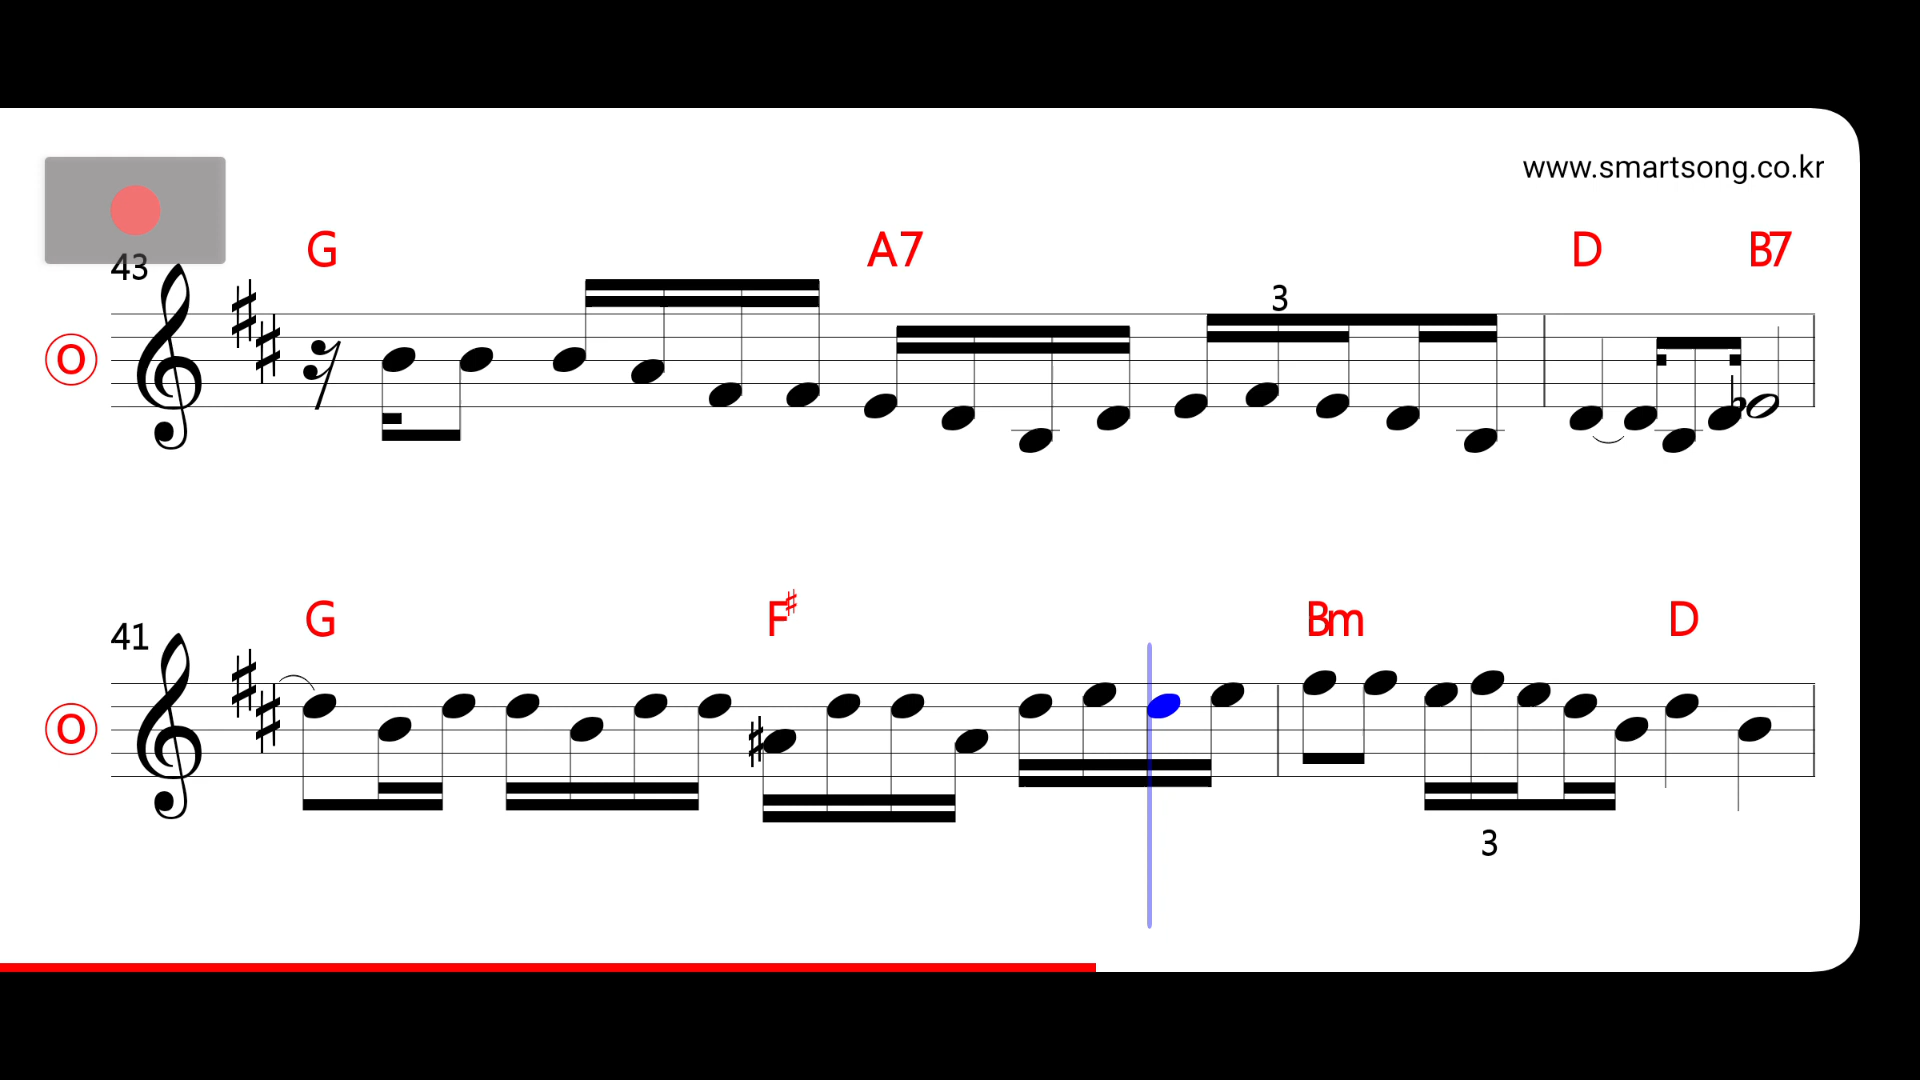 www.smartsong.co.kr
G A7 D B7
43
3
O
G F♯ Bm D
41
O
3